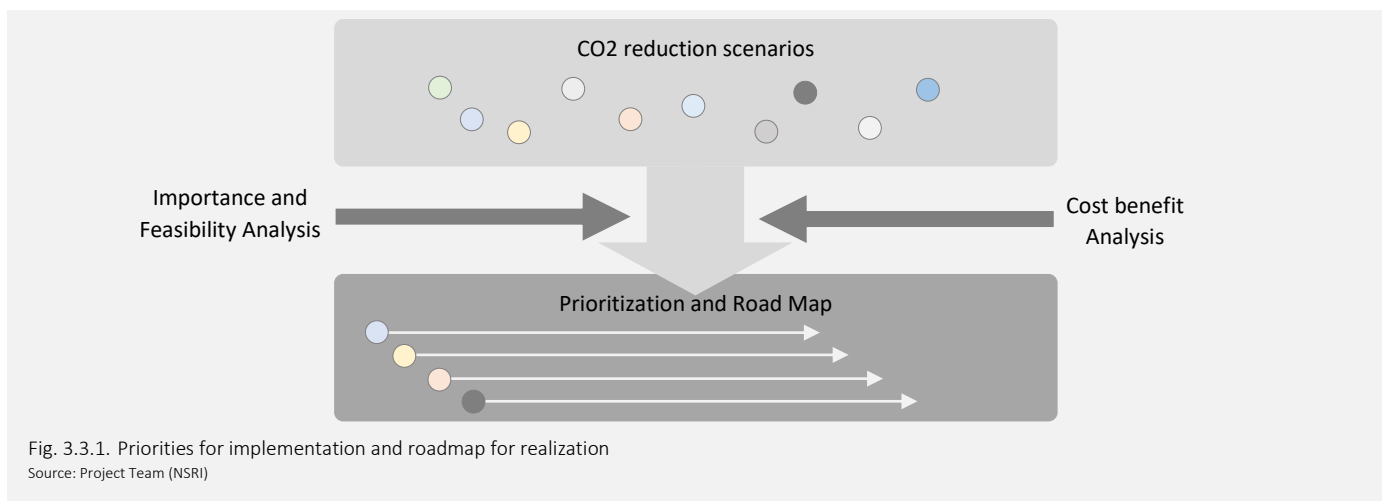 CO2 reduction scenarios
Importance and
Feasibility Analysis
Cost benefit
Analysis
Prioritization and Road Map
Fig. 3.3.1. Priorities for implementation and roadmap for realization
Source: Project Team (NSRI)